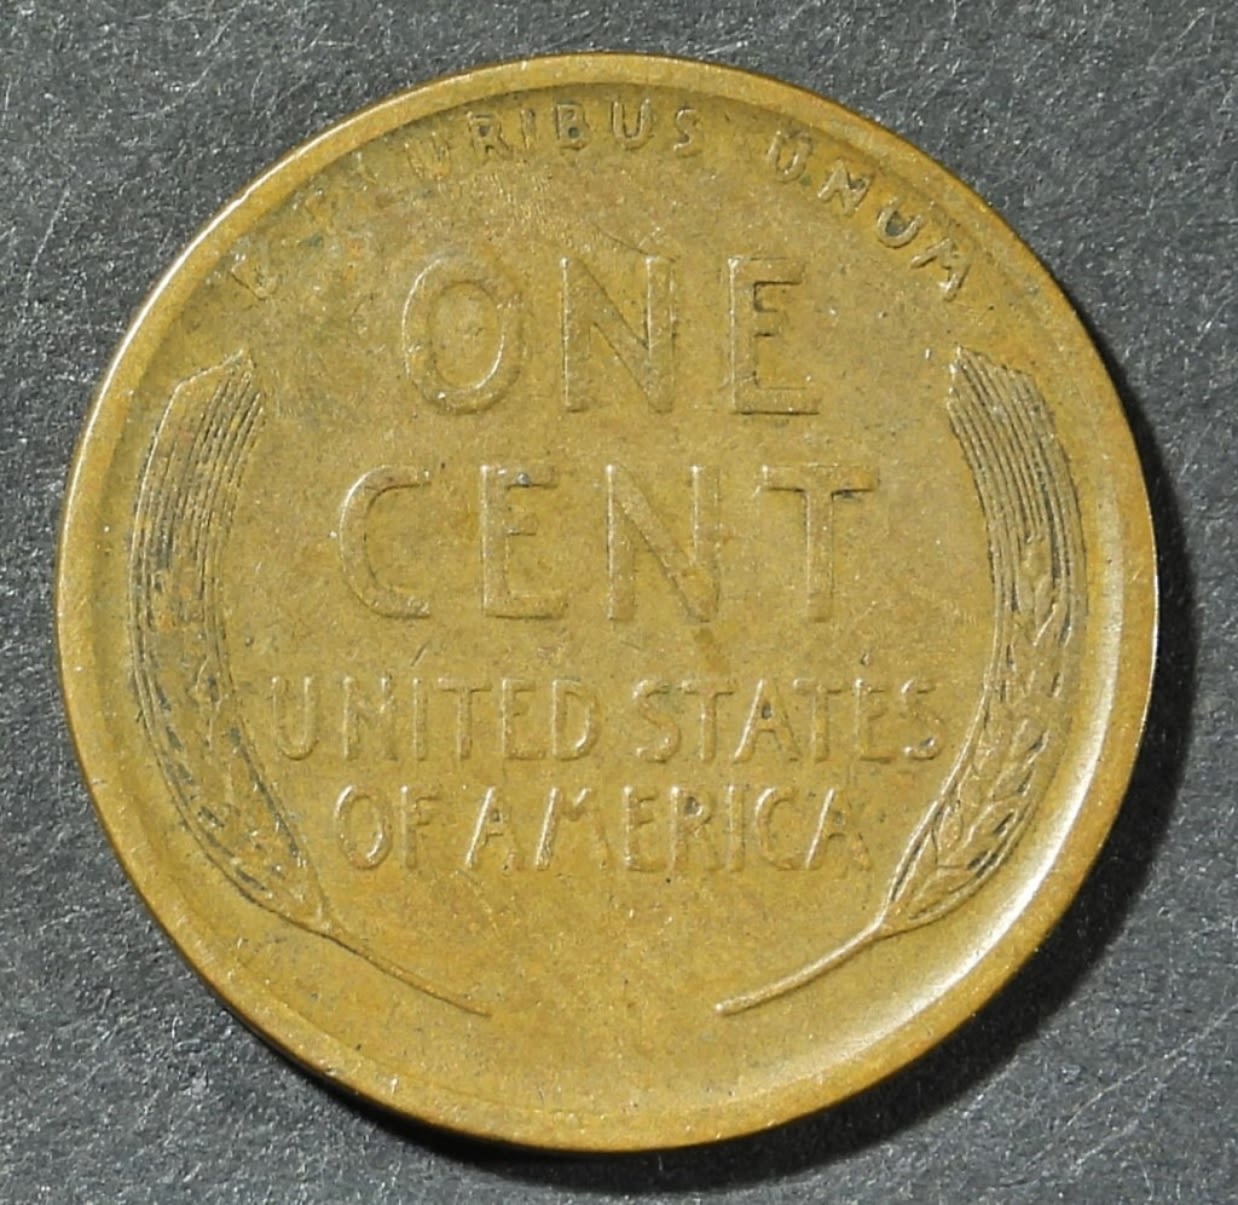 E PLURIBUS UNUM
ONE
CENT
UNITED STATES
OF AMERICA